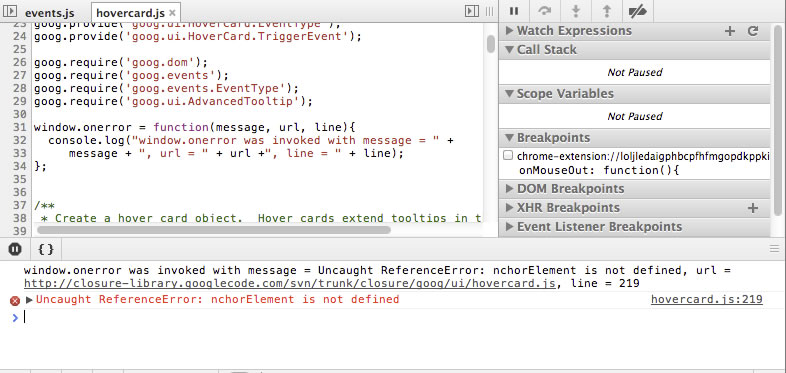 events.js hovercard.js ×
23 goog.provide('goog.ui.HoverCard.EventType');
24 goog.provide('goog.ui.HoverCard.TriggerEvent');
25
26 goog.require('goog.dom');
27 goog.require('goog.events');
28 goog.require('goog.events.EventType');
29 goog.require('goog.ui.AdvancedTooltip');
30
31 window.onerror = function(message, url, line){
32 console.log("window.onerror was invoked with message = " +
33 message + ", url = " + url +", line = " + line);
34 };
35
36
37 /**
38 * Create a hover card object. Hover cards extend tooltips in t
39
Watch Expressions
Call Stack
Not Paused
Scope Variables
Not Paused
Breakpoints
chrome-extension://loljledaigphbcpfhfmgopdkppki
onMouseOut: function(){
DOM Breakpoints
XHR Breakpoints
Event Listener Breakpoints
{ }
window.onerror was invoked with message = Uncaught ReferenceError: nchorElement is not defined, url =
http://closure-library.googlecode.com/svn/trunk/closure/goog/ui/hovercard.js, line = 219
Uncaught ReferenceError: nchorElement is not defined hovercard.js:219
>